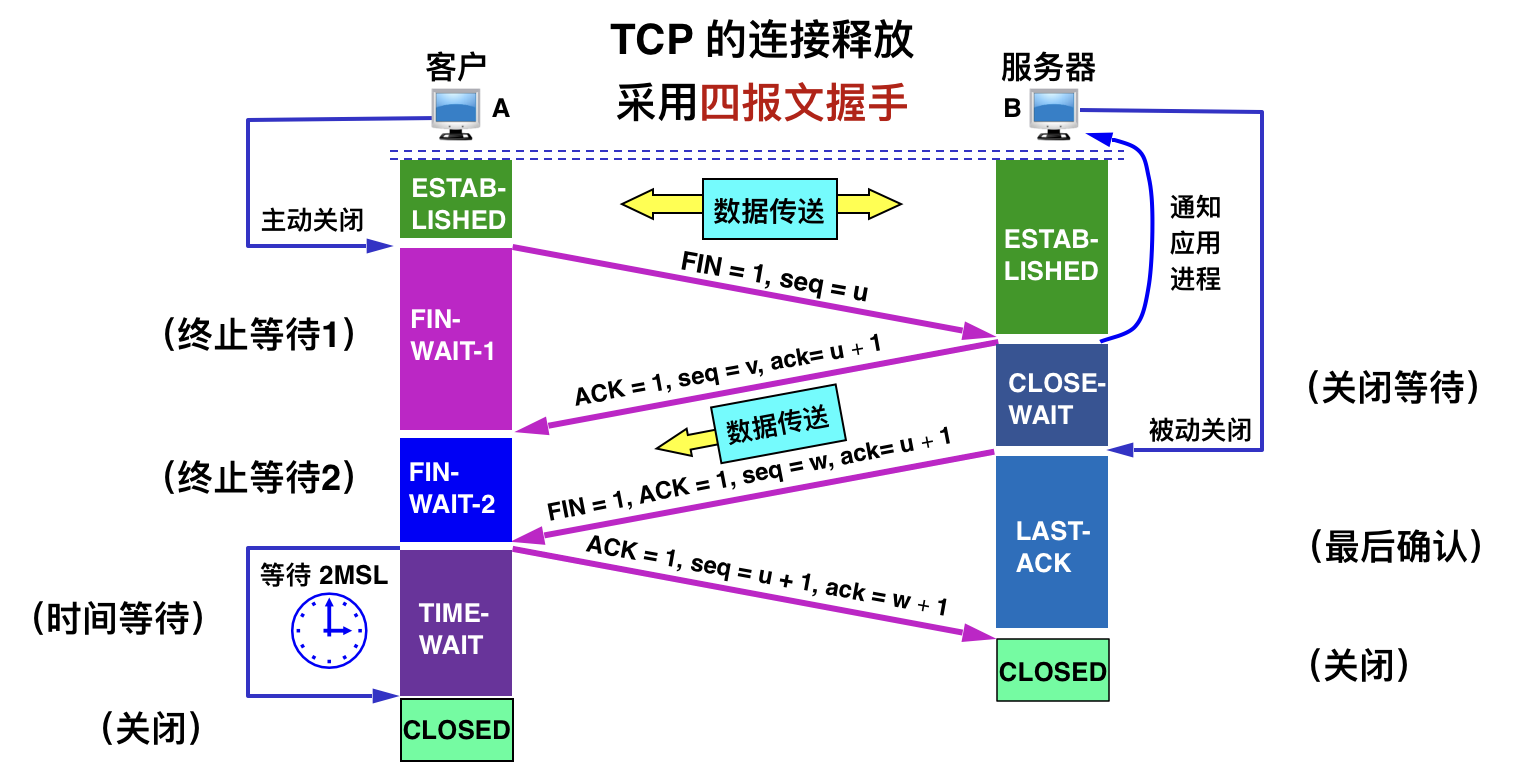 TCP 的连接释放
采用四报文握手
客户
A
服务器
B
ESTAB-
LISHED
数据传送
主动关闭
通知
应用
进程
ESTAB-
LISHED
FIN = 1, seq = u
(终止等待1)
FIN-
WAIT-1
ACK = 1, seq = v, ack= u + 1
CLOSE-
WAIT
(关闭等待)
数据传送
被动关闭
(终止等待2)
FIN-
WAIT-2
FIN = 1, ACK = 1, seq = w, ack= u + 1
LAST-
ACK
(最后确认)
等待 2MSL
ACK = 1, seq = u + 1, ack = w + 1
(时间等待)
TIME-
WAIT
CLOSED
(关闭)
(关闭)
CLOSED